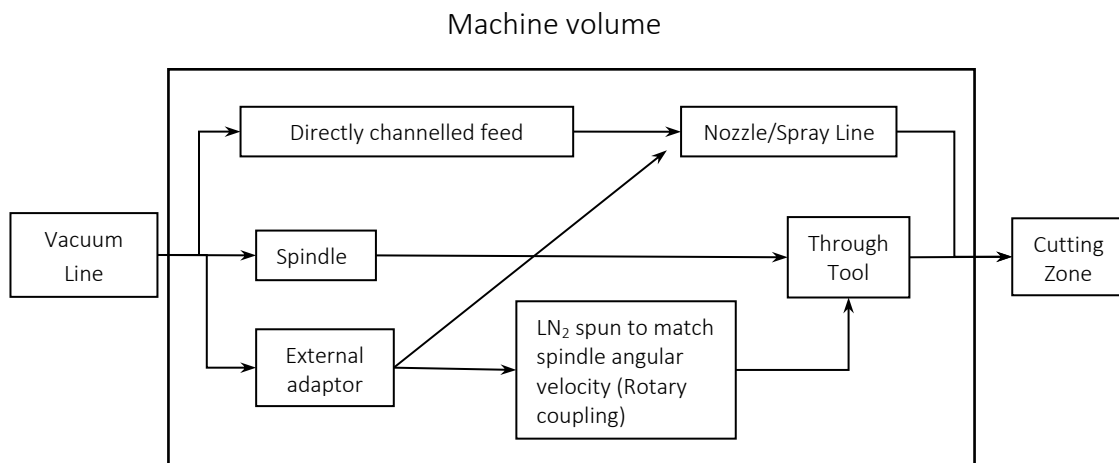 Machine volume
Directly channelled feed
Nozzle/Spray Line
Vacuum
Line
Spindle
Through
Tool
Cutting
Zone
External
adaptor
LN₂ spun to match
spindle angular
velocity (Rotary
coupling)